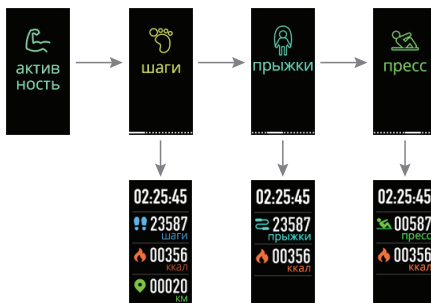 актив
ность
шаги
прыжки
пресс
02:25:45
23587
шаги
00356
ккал
00020
км
02:25:45
23587
прыжки
00356
ккал
02:25:45
00587
пресс
00356
ккал